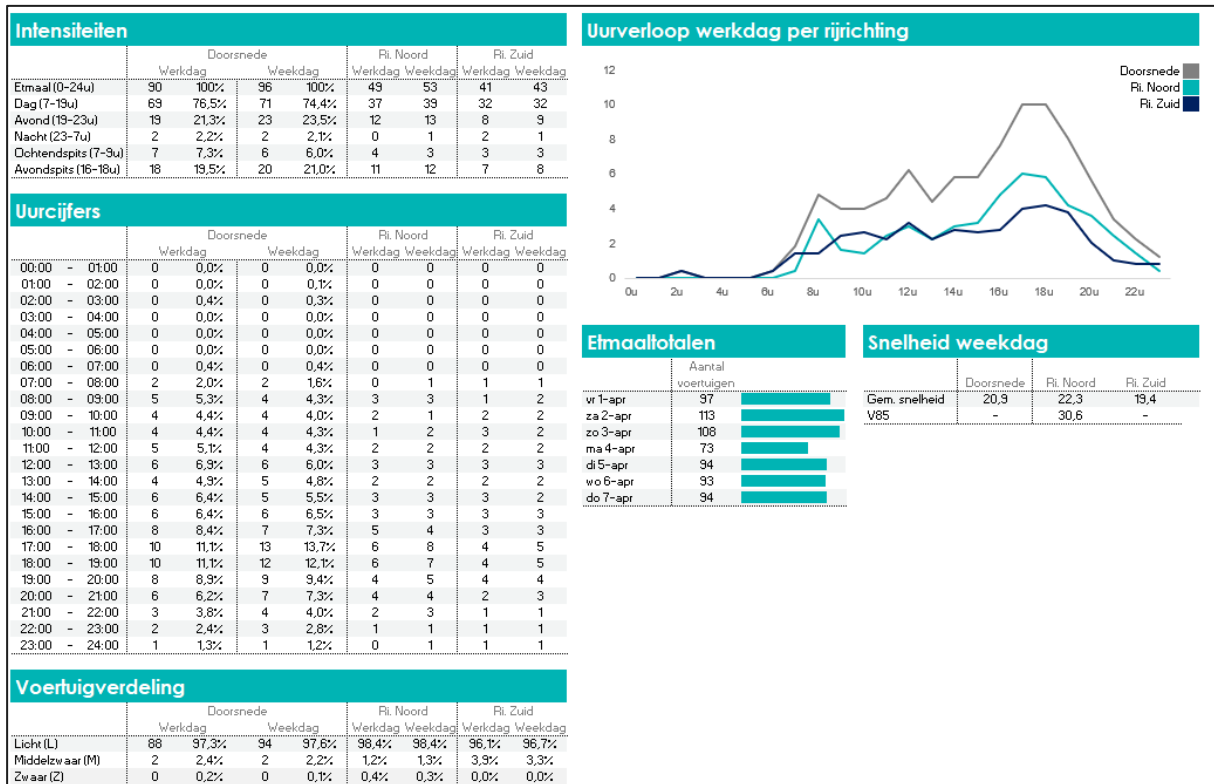 Intensiteiten
Doorsnede Ri. Noord Ri. Zuid
Werkdag Weekdag Werkdag Weekdag Werkdag Weekdag
Etmaal (0-24u) 90 100% 96 100% 49 53 41 43
Dag (7-19u) 69 76,5% 71 74,4% 37 39 32 32
Avond (19-23u) 19 21,3% 23 23,5% 12 13 8 9
Nacht (23-7u) 2 2,2% 2 2,1% 0 1 2 1
Ochtendspits (7-9u) 7 7,3% 6 6,0% 4 3 3 3
Avondspits (16-18u) 18 19,5% 20 21,0% 11 12 7 8
Uurcijfers
Doorsnede Ri. Noord Ri. Zuid
Werkdag Weekdag Werkdag Weekdag Werkdag Weekdag
00:00 - 01:00 0 0,0% 0 0,0% 0 0 0 0
01:00 - 02:00 0 0,0% 0 0,1% 0 0 0 0
02:00 - 03:00 0 0,4% 0 0,3% 0 0 0 0
03:00 - 04:00 0 0,0% 0 0,0% 0 0 0 0
04:00 - 05:00 0 0,0% 0 0,0% 0 0 0 0
05:00 - 06:00 0 0,0% 0 0,0% 0 0 0 0
06:00 - 07:00 0 0,4% 0 0,4% 0 0 0 0
07:00 - 08:00 2 2,0% 2 1,6% 0 1 1 1
08:00 - 09:00 5 5,3% 4 4,3% 3 3 1 2
09:00 - 10:00 4 4,4% 4 4,0% 2 1 2 2
10:00 - 11:00 4 4,4% 4 4,3% 1 2 3 2
11:00 - 12:00 5 5,1% 4 4,3% 2 2 2 2
12:00 - 13:00 6 6,9% 6 6,0% 3 3 3 3
13:00 - 14:00 4 4,9% 5 4,8% 2 2 2 2
14:00 - 15:00 6 6,4% 5 5,5% 3 3 3 2
15:00 - 16:00 6 6,4% 6 6,5% 3 3 3 3
16:00 - 17:00 8 8,4% 7 7,3% 5 4 3 3
17:00 - 18:00 10 11,1% 13 13,7% 6 8 4 5
18:00 - 19:00 10 11,1% 12 12,1% 6 7 4 5
19:00 - 20:00 8 8,9% 9 9,4% 4 5 4 4
20:00 - 21:00 6 6,2% 7 7,3% 4 4 2 3
21:00 - 22:00 3 3,8% 4 4,0% 2 3 1 1
22:00 - 23:00 2 2,4% 3 2,8% 1 1 1 1
23:00 - 24:00 1 1,3% 1 1,2% 0 1 1 1
Voertuigverdeling
Doorsnede Ri. Noord Ri. Zuid
Werkdag Weekdag Werkdag Weekdag Werkdag Weekdag
Licht (L) 88 97,3% 94 97,6% 98,4% 98,4% 96,1% 96,7%
Middelzwaar (M) 2 2,4% 2 2,2% 1,2% 1,3% 3,9% 3,3%
Zwaar (Z) 0 0,2% 0 0,1% 0,4% 0,3% 0,0% 0,0%
Uurverloop werkdag per rijrichting
Doorsnede
Ri. Noord
Ri. Zuid
12
10
8
6
4
2
0
0u 2u 4u 6u 8u 10u 12u 14u 16u 18u 20u 22u
Etmaaltotalen
Aantal
voertuigen
vr 1-apr 97
za 2-apr 113
zo 3-apr 108
ma 4-apr 73
di 5-apr 94
wo 6-apr 93
do 7-apr 94
Snelheid weekdag
Doorsnede Ri. Noord Ri. Zuid
Gem. snelheid 20,9 22,3 19,4
V85 - 30,6 -